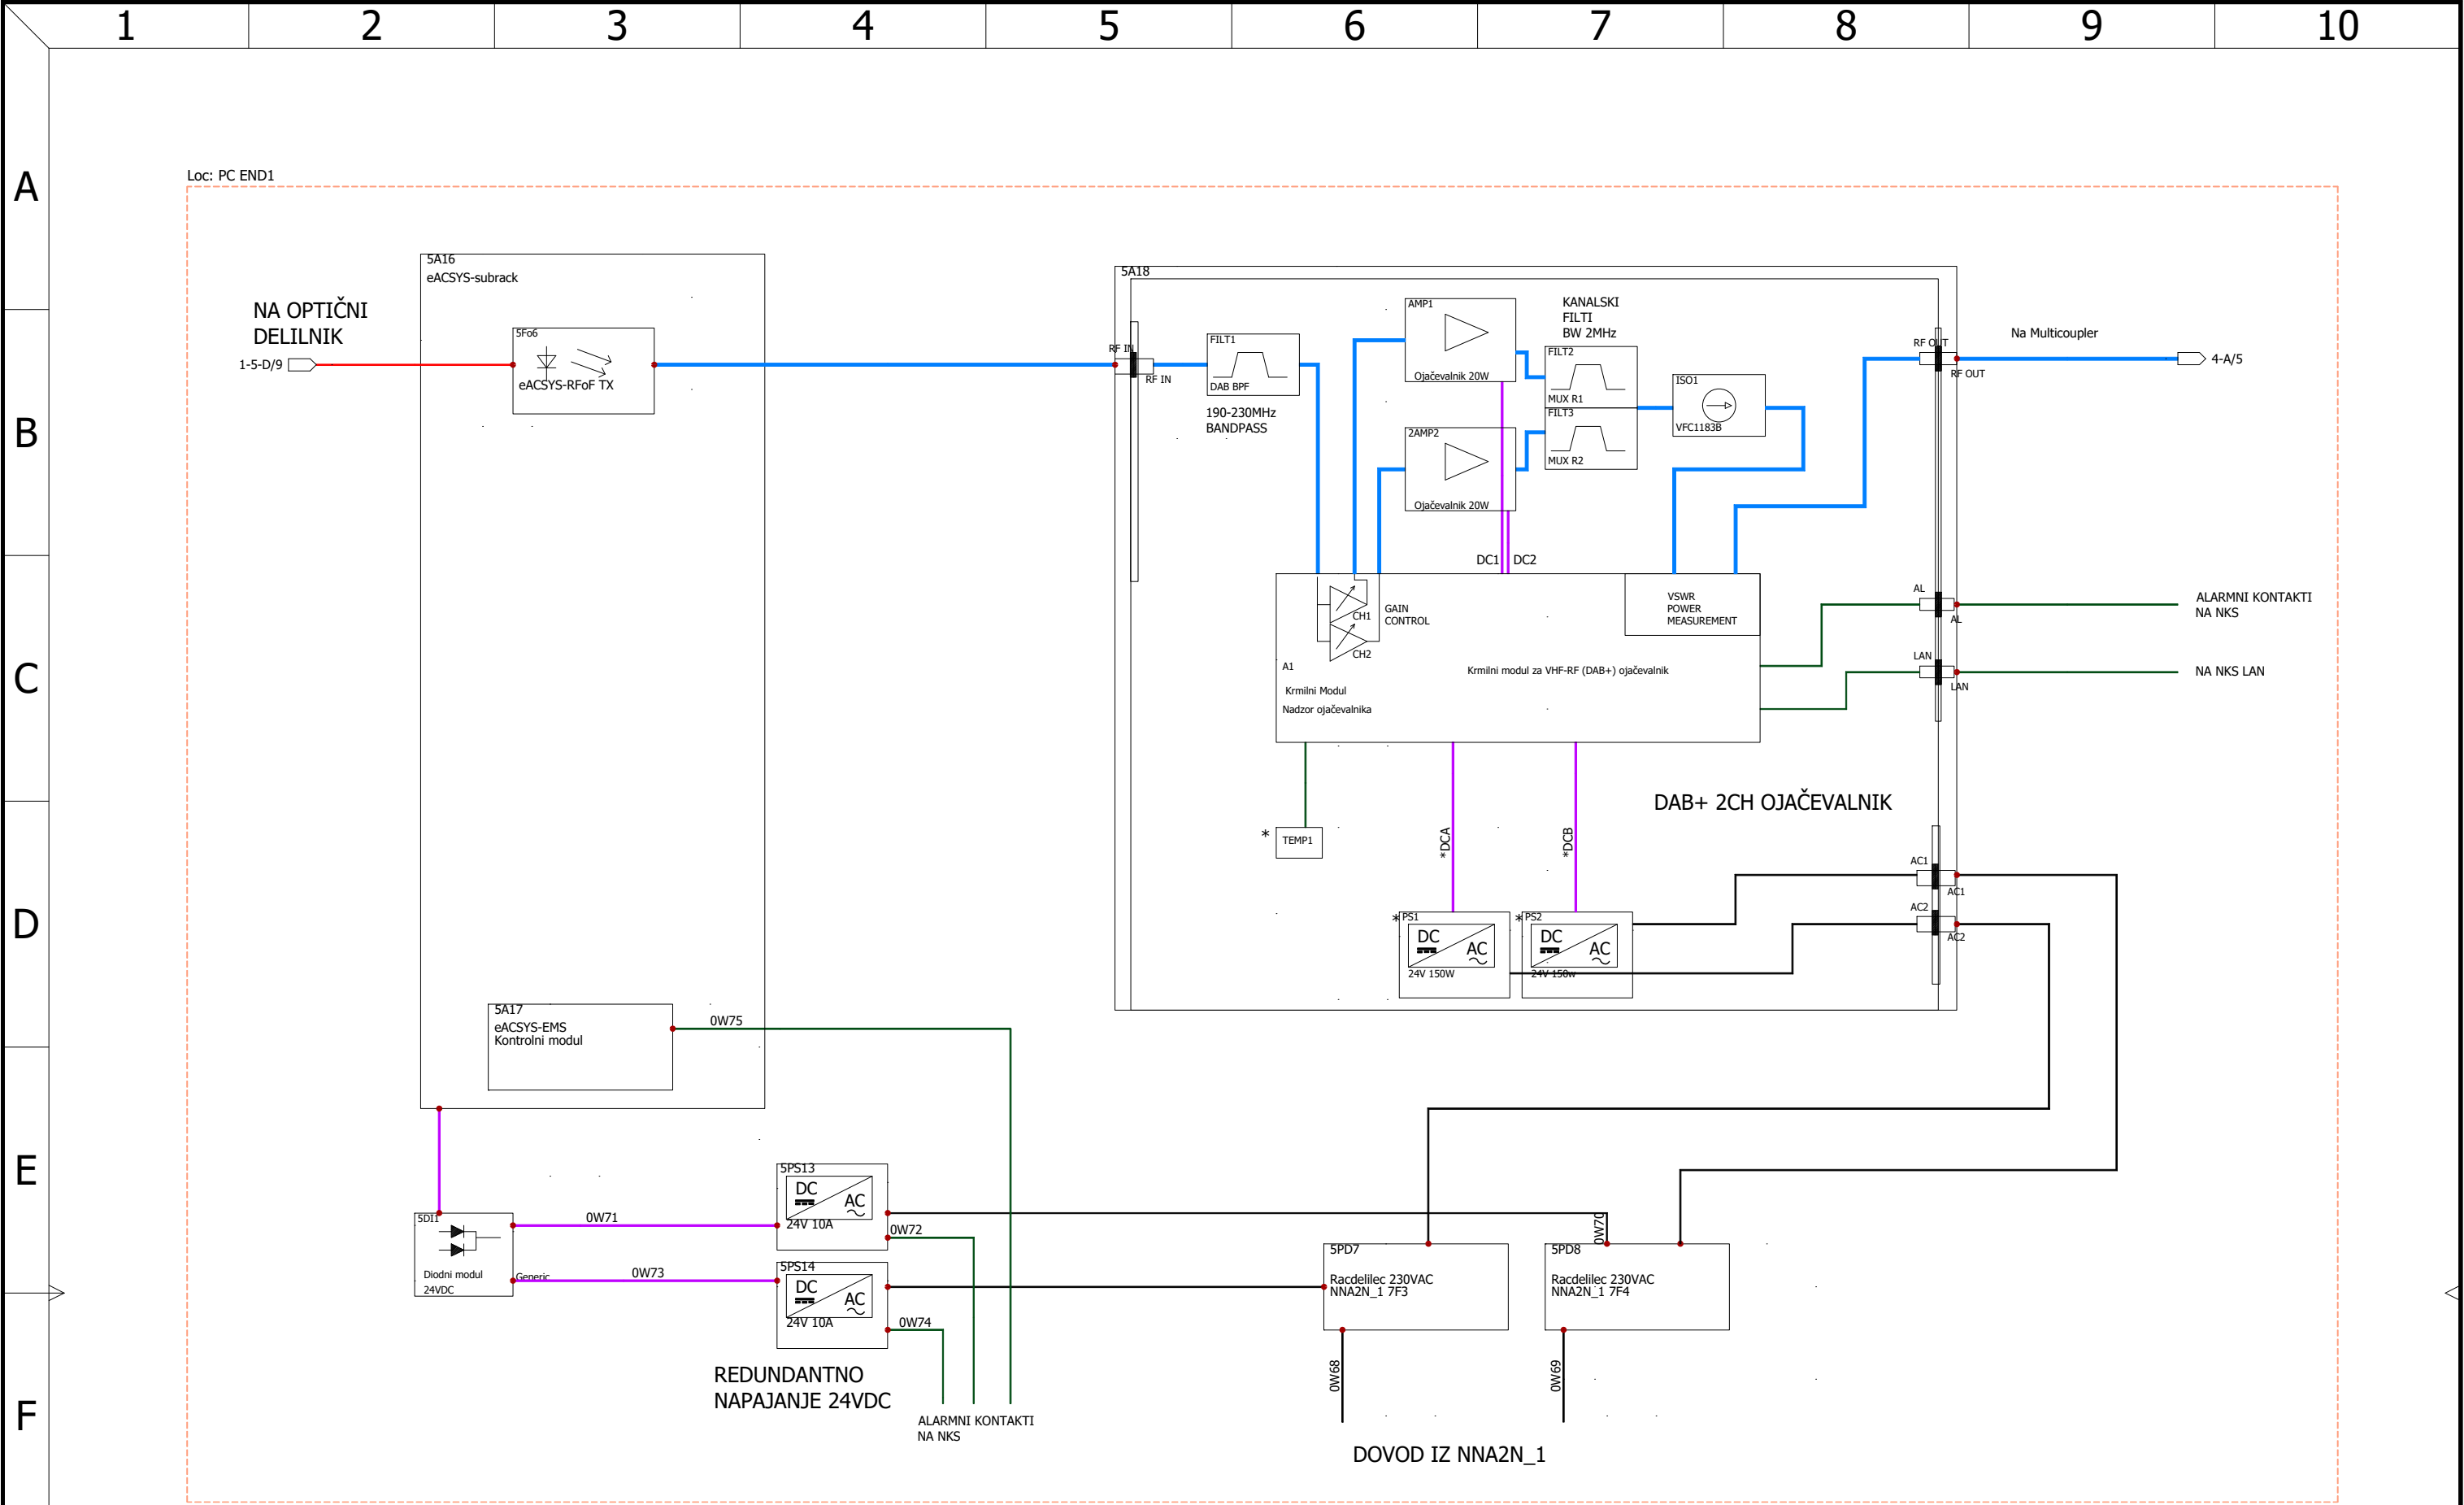 1 2 3 4 5 6 7 8 9 10
A
B
C
D
E
F
Loc: PC END1
NA OPTIČNI
DELILNIK
1-5-D/9
5A16
eACSYS-subrack
5Fo6
eACSYS-RFoF TX
5A18
RF IN
RF IN
FILT1
DAB BPF
190-230MHz
BANDPASS
AMP1
Ojačevalnik 20W
2AMP2
Ojačevalnik 20W
KANALSKI
FILTI
BW 2MHz
FILT2
MUX R1
FILT3
MUX R2
ISO1
VFC1183B
RF OUT
RF OUT
Na Multicoupler
4-A/5
DC1
DC2
CH1
CH2
GAIN
CONTROL
VSWR
POWER
MEASUREMENT
A1
Krmilni Modul
Nadzor ojačevalnika
Krmilni modul za VHF-RF (DAB+) ojačevalnik
AL
AL
ALARMNI KONTAKTI
NA NKS
LAN
LAN
NA NKS LAN
DAB+ 2CH OJAČEVALNIK
* TEMP1
*DCA
*DCB
*PS1
DC
AC
24V 150W
*PS2
DC
AC
24V 150w
AC1
AC1
AC2
AC2
5A17
eACSYS-EMS
Kontrolni modul
0W75
5DI1
Diodni modul
24VDC
Generic
0W71
0W73
5PS13
DC
AC
24V 10A
0W72
5PS14
DC
AC
24V 10A
0W74
REDUNDANTNO
NAPAJANJE 24VDC
ALARMNI KONTAKTI
NA NKS
0W70
5PD7
Racdelilec 230VAC
NNA2N_1 7F3
5PD8
Racdelilec 230VAC
NNA2N_1 7F4
0W68
0W69
DOVOD IZ NNA2N_1